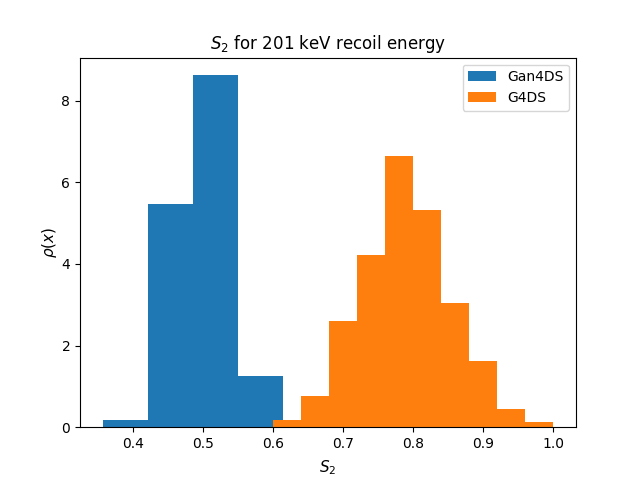 S₂ for 201 keV recoil energy
Gan4DS
G4DS
ρ(x)
8
6
4
2
0
0.4 0.5 0.6 0.7 0.8 0.9 1.0
S₂